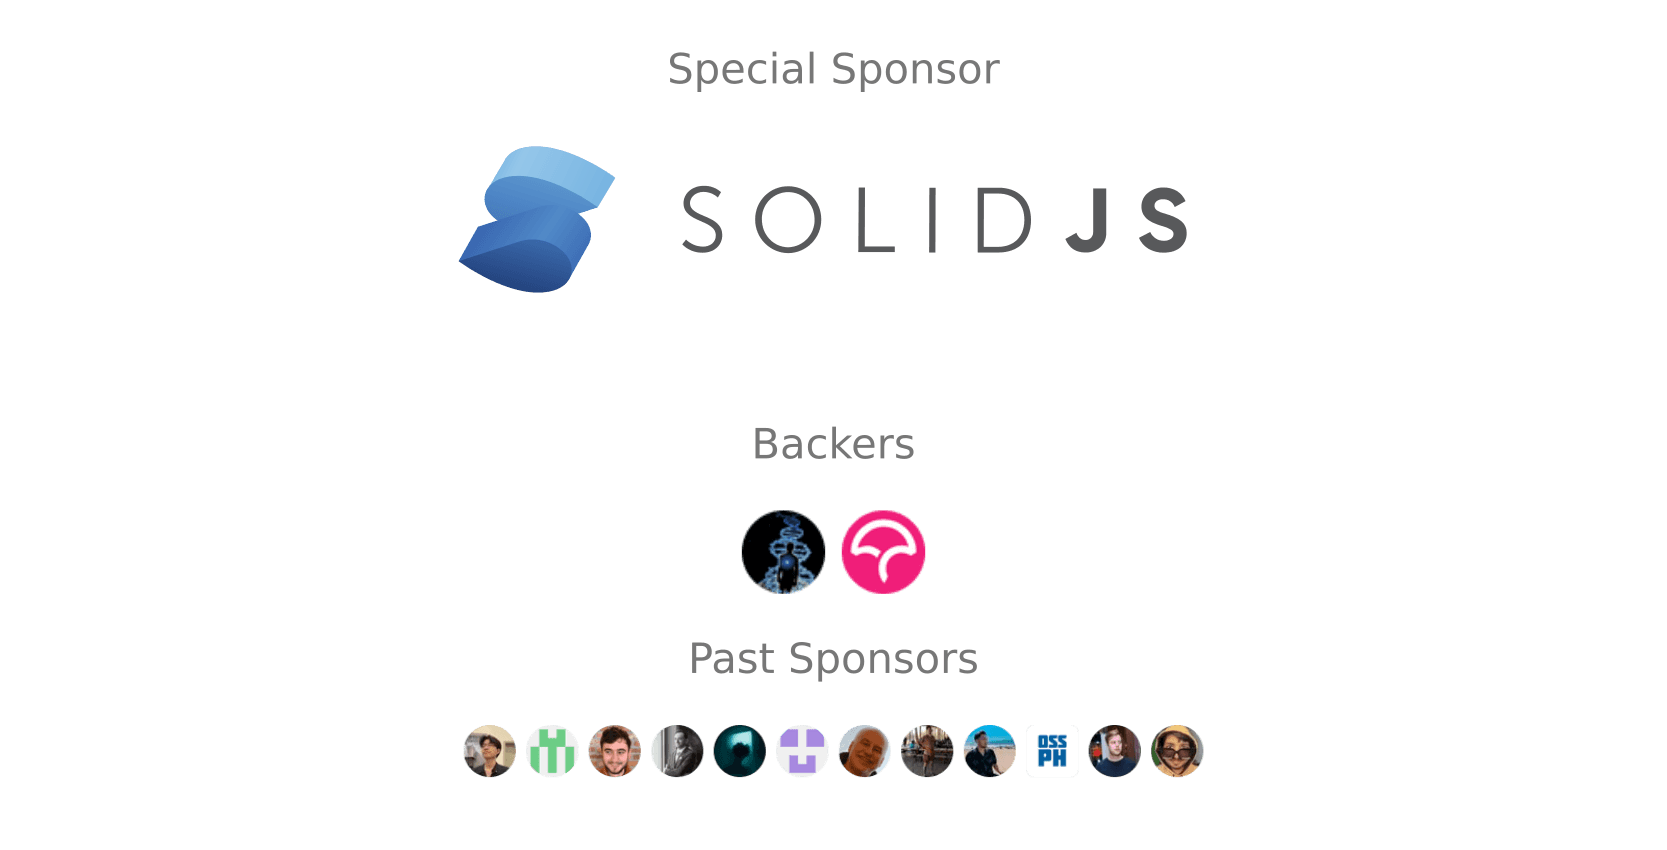 Special Sponsor
SOLIDJS
Backers
Past Sponsors
OSS
PH